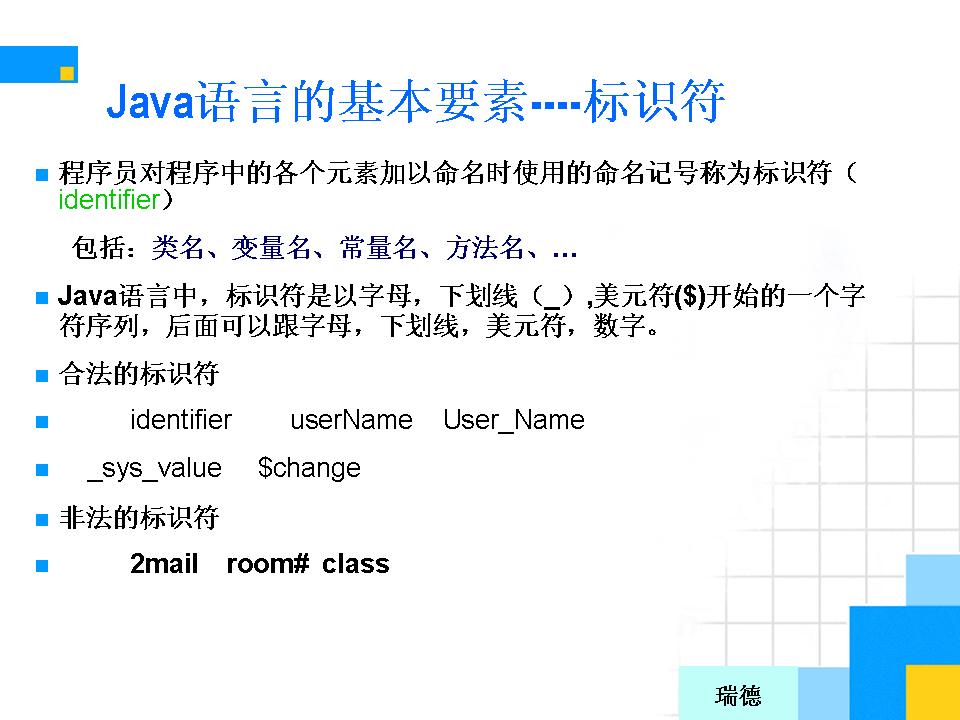 Java语言的基本要素----标识符
程序员对程序中的各个元素加以命名时使用的命名记号称为标识符（
identifier）
包括：类名、变量名、常量名、方法名、…
Java语言中，标识符是以字母，下划线（_）,美元符($)开始的一个字
符序列，后面可以跟字母，下划线，美元符，数字。
合法的标识符
identifier userName User_Name
_sys_value $change
非法的标识符
2mail room# class
瑞德